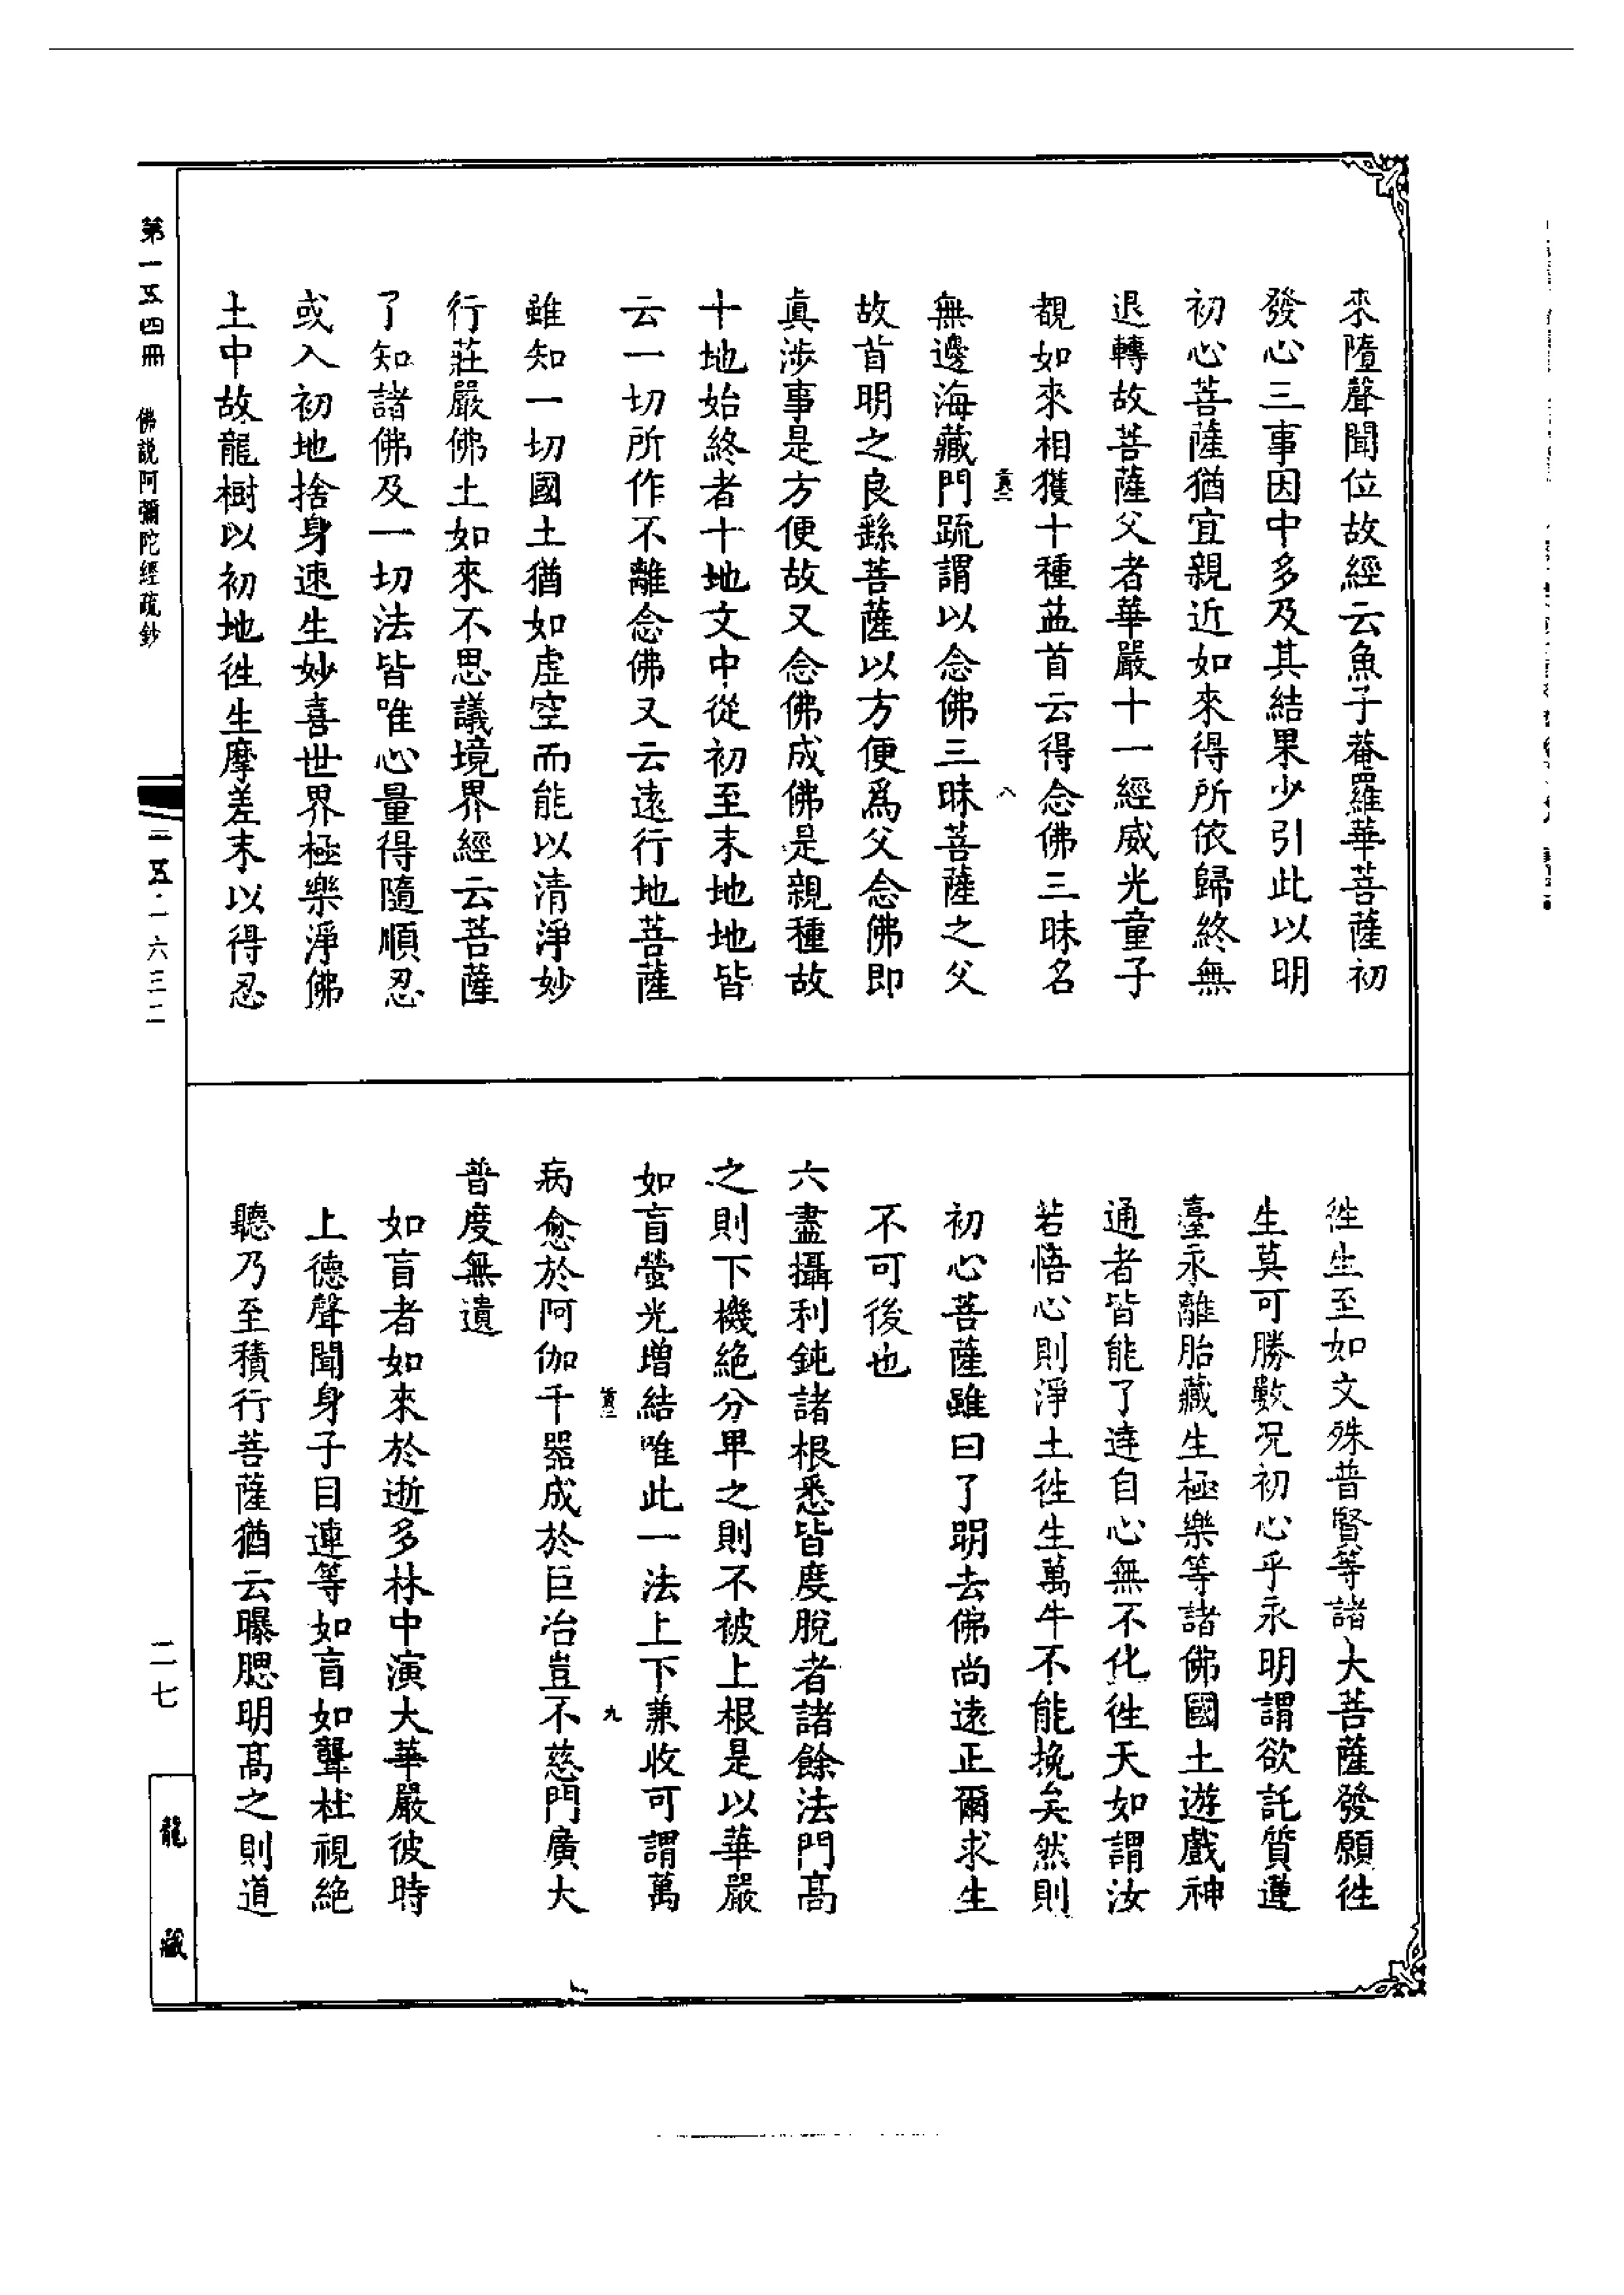 來墮聲聞位故經云魚子菴羅華菩薩初
發心三事因中多及其結果少引此以明
初心菩薩猶宜親近如來得所依歸終無
退轉故菩薩父者華嚴十一經威光童子
覩如來相獲十種益首云得念佛三昧名
無邊海藏門䟽謂以念佛三昧菩薩之父
故首明之良繇菩薩以方便爲父念佛即
真涉事是方便故又念佛成佛是親種故
十地始終者十地文中從初至末地地皆
云一切所作不離念佛又云遠行地菩薩
雖知一切國土猶如虛空而能以清淨妙
行莊嚴佛土如來不思議境界經云菩薩
了知諸佛及一切法皆唯心量得隨順忍
或入初地捨身速生妙喜世界極樂淨佛
土中故龍樹以初地徃生摩差末以得忍
徃生至如文殊普賢等諸大菩薩發願徃
生莫可勝數況初心乎永明謂欲託質蓮
臺永離胎藏生極樂等諸佛國土遊戲神
通者皆能了達自心無不化徃天如謂汝
若悟心則淨土徃生萬牛不能挽矣然則
初心菩薩雖曰了明去佛尚遠正爾求生
不可後也
六盡攝利鈍諸根悉皆度脫者諸餘法門高
之則下機絕分卑之則不被上根是以華嚴
如盲螢光增結唯此一法上下兼收可謂萬
病愈於阿伽千器成於巨冶豈不慈門廣大
普度無遺
如盲者如來於逝多林中演大華嚴彼時
上德聲聞身子目連等如盲如聾杜視絕
聽乃至積行菩薩猶云曝腮明高之則道
八
九
第一五四冊 佛說阿彌陀經疏鈔
一五·一六三二
二七
龍藏